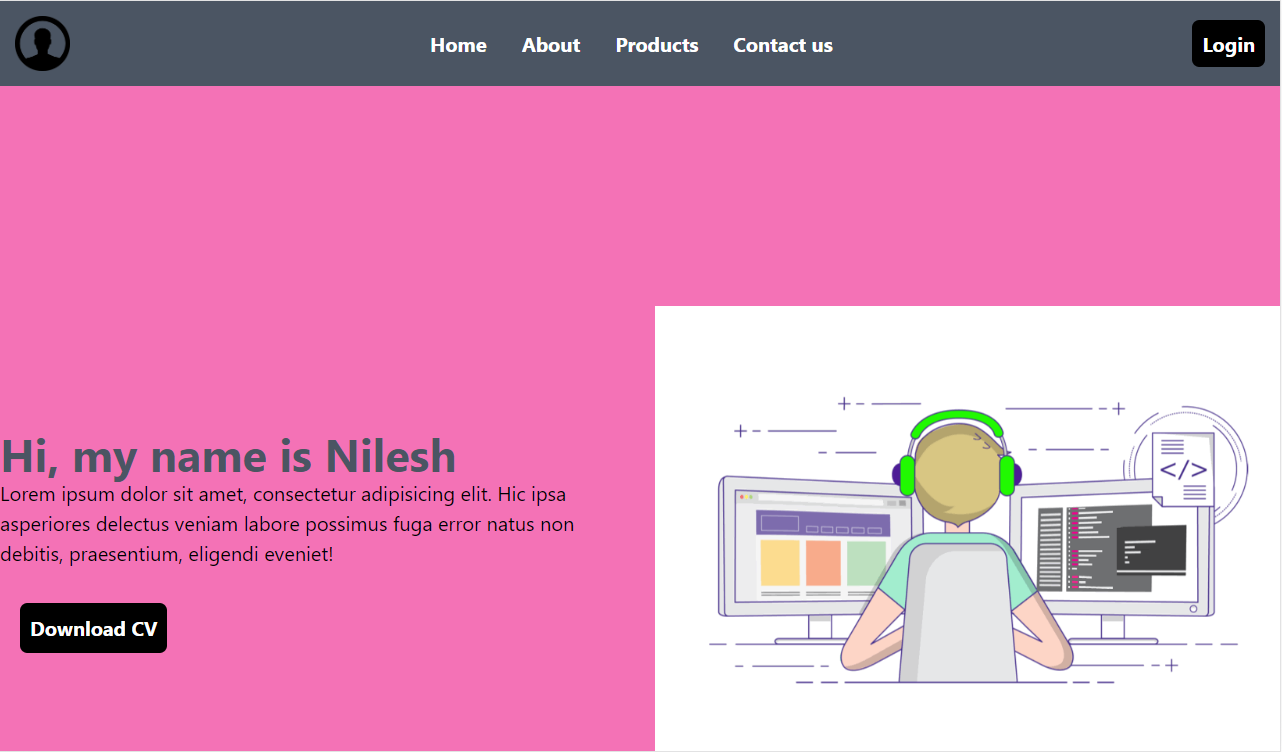 Home About Products Contact us Login
Hi, my name is Nilesh
Lorem ipsum dolor sit amet, consectetur adipisicing elit. Hic ipsa
asperiores delectus veniam labore possimus fuga error natus non
debitis, praesentium, eligendi eveniet!
Download CV
</>